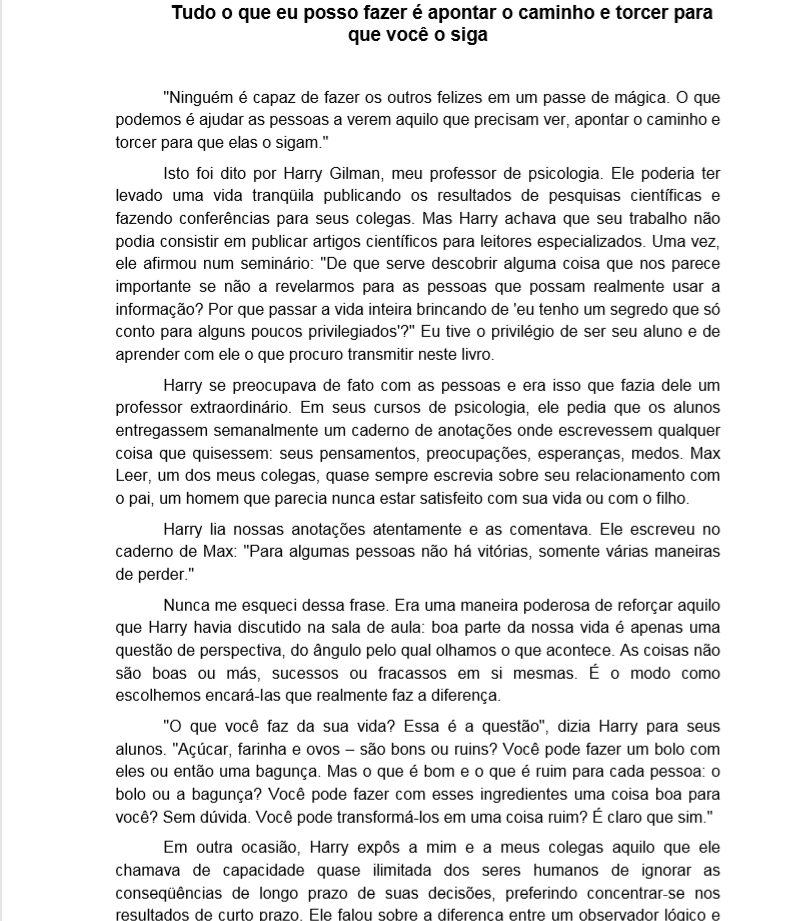 Tudo o que eu posso fazer é apontar o caminho e torcer para
que você o siga
"Ninguém é capaz de fazer os outros felizes em um passe de mágica. O que
podemos é ajudar as pessoas a verem aquilo que precisam ver, apontar o caminho e
torcer para que elas o sigam."
Isto foi dito por Harry Gilman, meu professor de psicologia. Ele poderia ter
levado uma vida tranqüila publicando os resultados de pesquisas científicas e
fazendo conferências para seus colegas. Mas Harry achava que seu trabalho não
podia consistir em publicar artigos científicos para leitores especializados. Uma vez,
ele afirmou num seminário: "De que serve descobrir alguma coisa que nos parece
importante se não a revelarmos para as pessoas que possam realmente usar a
informação? Por que passar a vida inteira brincando de 'eu tenho um segredo que só
conto para alguns poucos privilegiados'?" Eu tive o privilégio de ser seu aluno e de
aprender com ele o que procuro transmitir neste livro.
Harry se preocupava de fato com as pessoas e era isso que fazia dele um
professor extraordinário. Em seus cursos de psicologia, ele pedia que os alunos
entregassem semanalmente um caderno de anotações onde escrevessem qualquer
coisa que quisessem: seus pensamentos, preocupações, esperanças, medos. Max
Leer, um dos meus colegas, quase sempre escrevia sobre seu relacionamento com
o pai, um homem que parecia nunca estar satisfeito com sua vida ou com o filho.
Harry lia nossas anotações atentamente e as comentava. Ele escreveu no
caderno de Max: "Para algumas pessoas não há vitórias, somente várias maneiras
de perder."
Nunca me esqueci dessa frase. Era uma maneira poderosa de reforçar aquilo
que Harry havia discutido na sala de aula: boa parte da nossa vida é apenas uma
questão de perspectiva, do ângulo pelo qual olhamos o que acontece. As coisas não
são boas ou más, sucessos ou fracassos em si mesmas. É o modo como
escolhemos encará-las que realmente faz a diferença.
"O que você faz da sua vida? Essa é a questão", dizia Harry para seus
alunos. "Açúcar, farinha e ovos – são bons ou ruins? Você pode fazer um bolo com
eles ou então uma bagunça. Mas o que é bom e o que é ruim para cada pessoa: o
bolo ou a bagunça? Você pode fazer com esses ingredientes uma coisa boa para
você? Sem dúvida. Você pode transformá-los em uma coisa ruim? É claro que sim."
Em outra ocasião, Harry expôs a mim e a meus colegas aquilo que ele
chamava de capacidade quase ilimitada dos seres humanos de ignorar as
conseqüências de longo prazo de suas decisões, preferindo concentrar-se nos
resultados de curto prazo. Ele falou sobre a diferença entre um observador lógico e